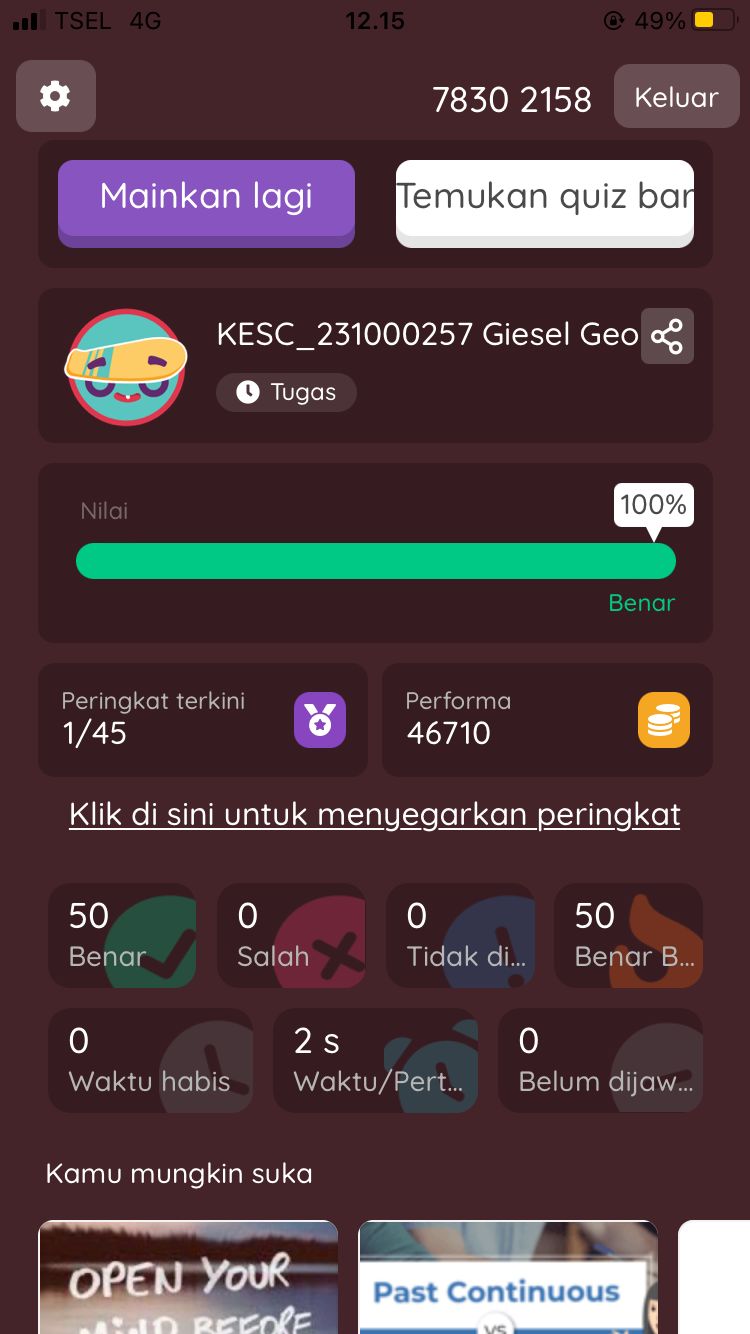 TSEL 4G 12.15 49%
7830 2158 Keluar
Mainkan lagi Temukan quiz bar
KESC_231000257 Giesel Geo
Tugas
Nilai 100%
Benar
Peringkat terkini Performa
1/45 46710
Klik di sini untuk menyegarkan peringkat
50 0 0 50
Benar Salah Tidak di... Benar B...
0 2 s 0
Waktu habis Waktu/Pert... Belum dijaw...
Kamu mungkin suka
OPEN YOUR Past Continuous
MIND BEFORE vs